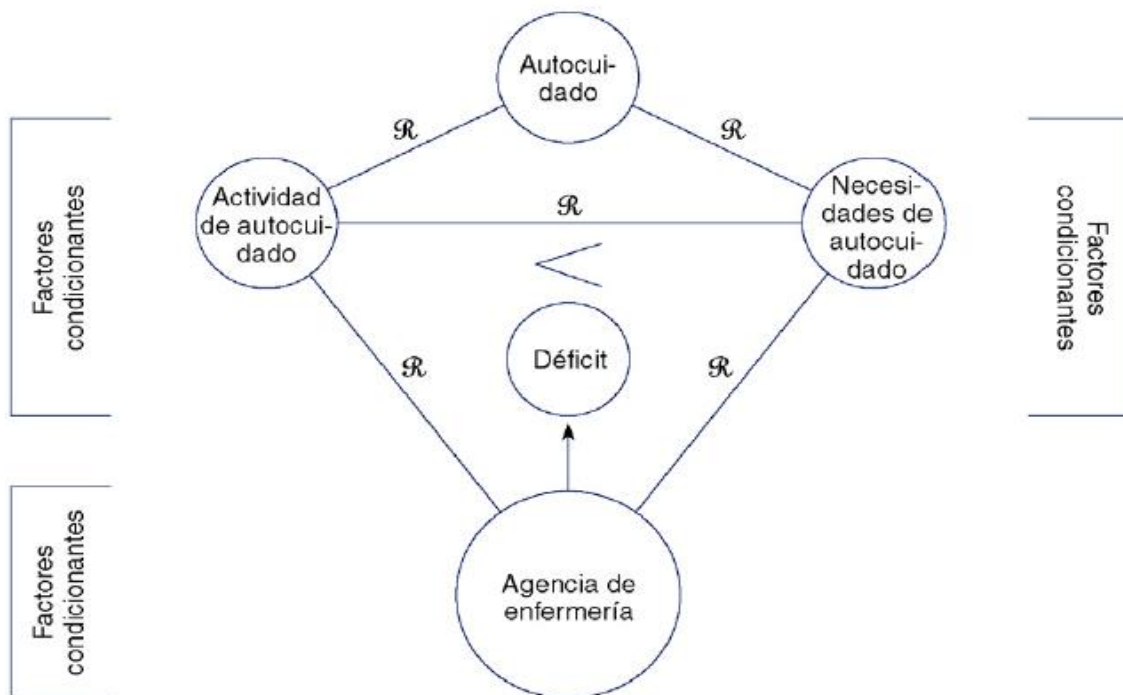 Autocui-
dado
ℛ
ℛ
Actividad
de autocui-
dado
ℛ
Necesi-
dades de
autocui-
dado
Factores
condicionantes
Factores
condicionantes
<
Déficit
ℛ
ℛ
Agencia de
enfermería
Factores
condicionantes